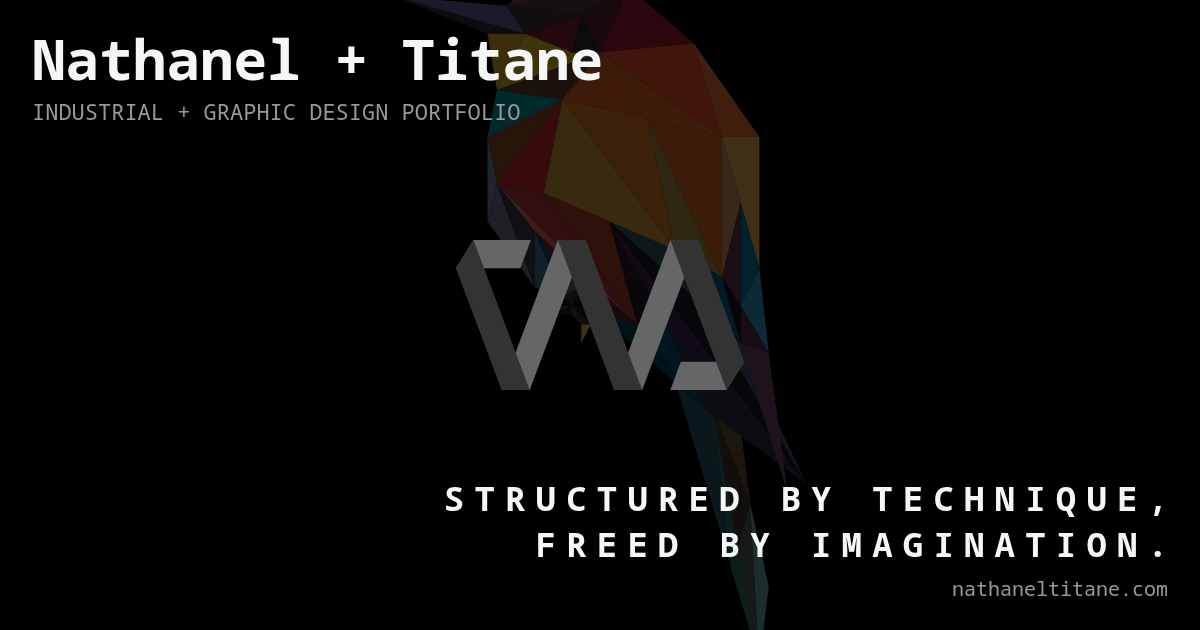 Nathanel + Titane
INDUSTRIAL + GRAPHIC DESIGN PORTFOLIO
STRUCTURED BY TECHNIQUE,
FREED BY IMAGINATION.
nathaneltitane.com